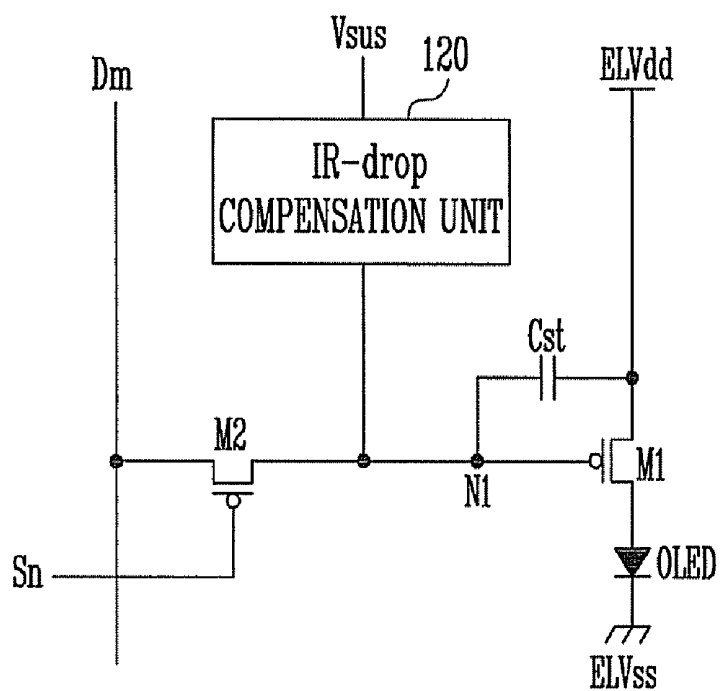 Vsus
120
ELVdd
Dm
IR-drop
COMPENSATION UNIT
Cst
M2
M1
N1
Sn
OLED
ELVss